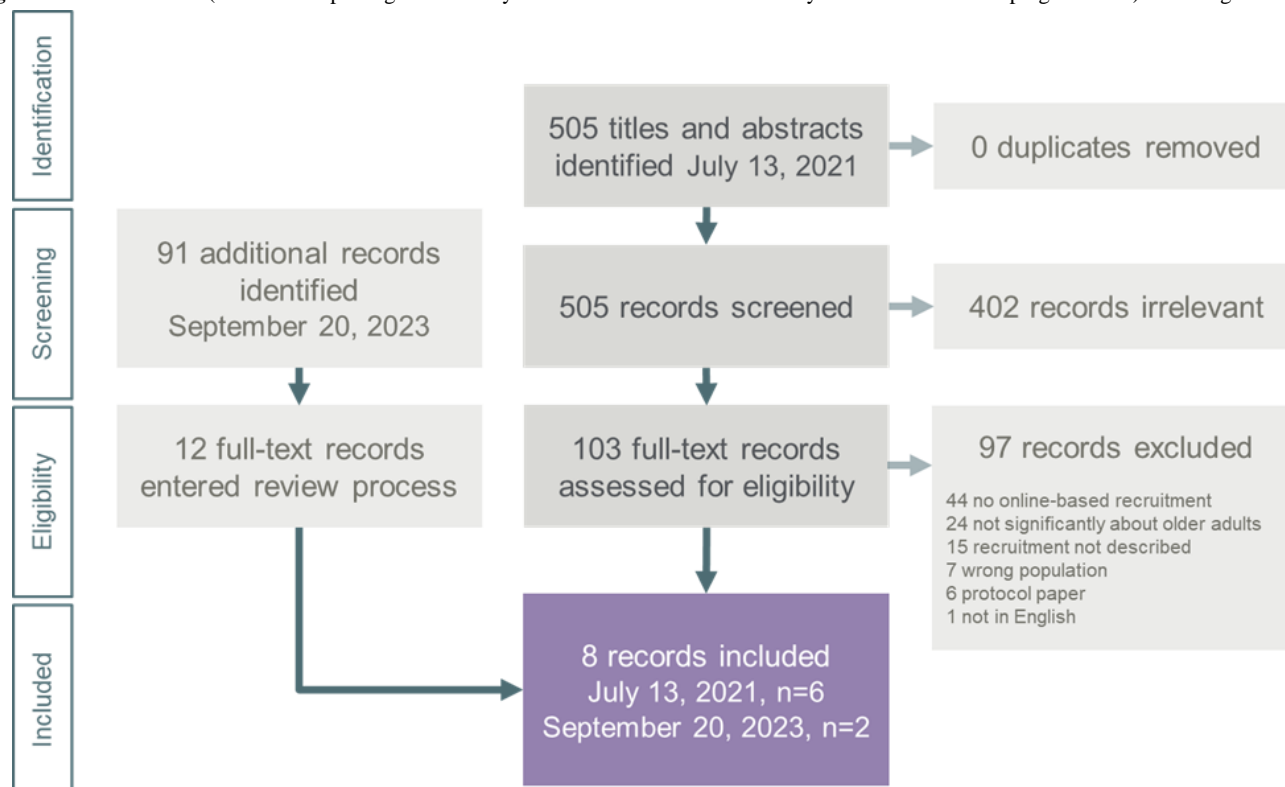 Identification
505 titles and abstracts
identified July 13, 2021
0 duplicates removed
Screening
91 additional records
identified
September 20, 2023
505 records screened
402 records irrelevant
Eligibility
12 full-text records
entered review process
103 full-text records
assessed for eligibility
97 records excluded
44 no online-based recruitment
24 not significantly about older adults
15 recruitment not described
7 wrong population
6 protocol paper
1 not in English
Included
8 records included
July 13, 2021, n=6
September 20, 2023, n=2